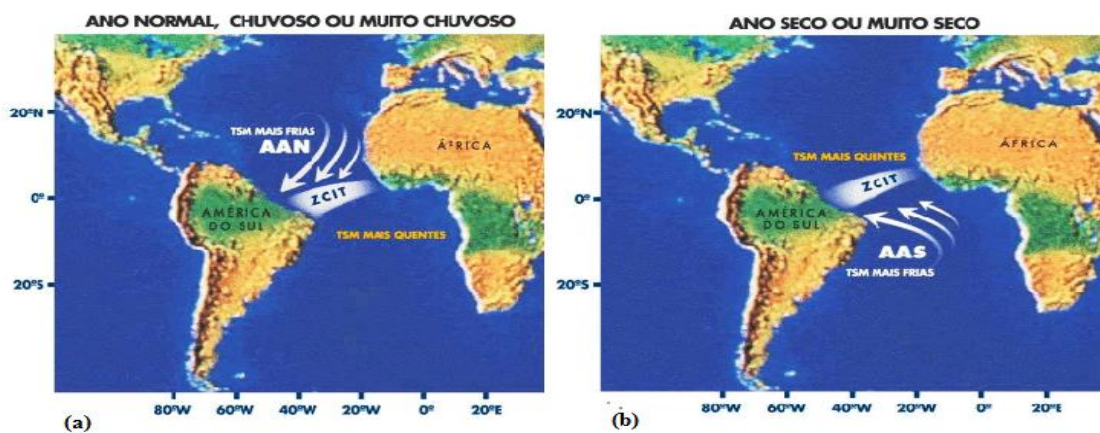 ANO NORMAL, CHUVOSO OU MUITO CHUVOSO
20ºN
0º
20ºS
TSM MAIS FRIAS
AAN
ZCIT
TSM MAIS QUENTES
AMÉRICA
DO SUL
ÁFRICA
80ºW 60ºW 40ºW 20ºW 0º 20ºE
(a)
ANO SECO OU MUITO SECO
20ºN
0º
20ºS
TSM MAIS QUENTES
ZCIT
AAS
TSM MAIS FRIAS
AMÉRICA
DO SUL
ÁFRICA
80ºW 60ºW 40ºW 20ºW 0º 20ºE
(b)